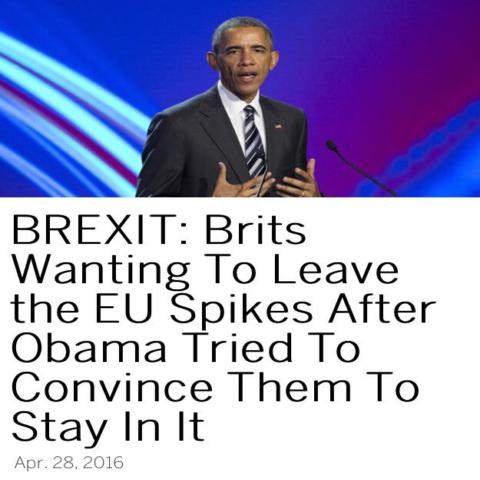 BREXIT: Brits
Wanting To Leave
the EU Spikes After
Obama Tried To
Convince Them To
Stay In It
Apr. 28, 2016